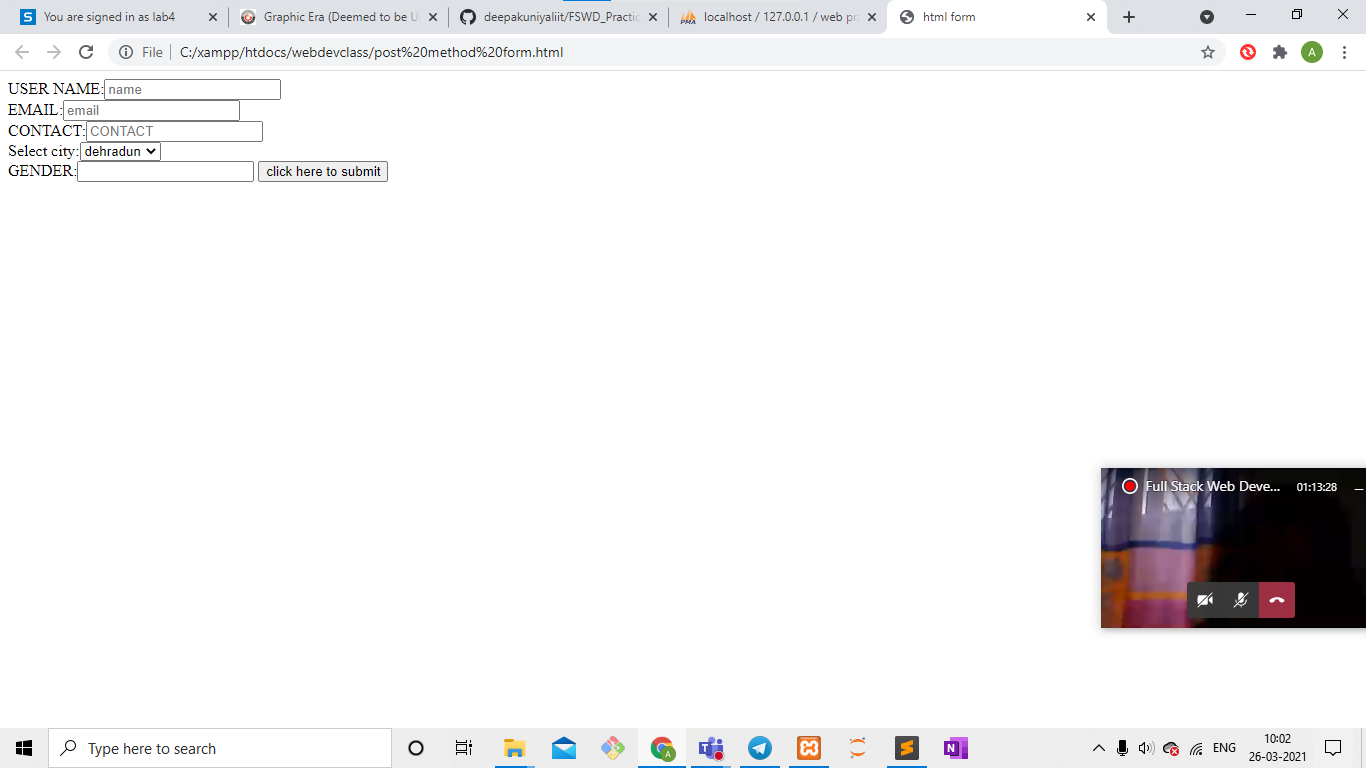 You are signed in as lab4
Graphic Era (Deemed to be U
deepakuniyaliit/FSWD_Practic
localhost / 127.0.0.1 / web pr
html form
File
C:/xampp/htdocs/webdevclass/post%20method%20form.html
A
USER NAME: name
EMAIL: email
CONTACT: CONTACT
Select city: dehradun
GENDER: click here to submit
Full Stack Web Deve... 01:13:28
Type here to search
ENG
10:02
26-03-2021